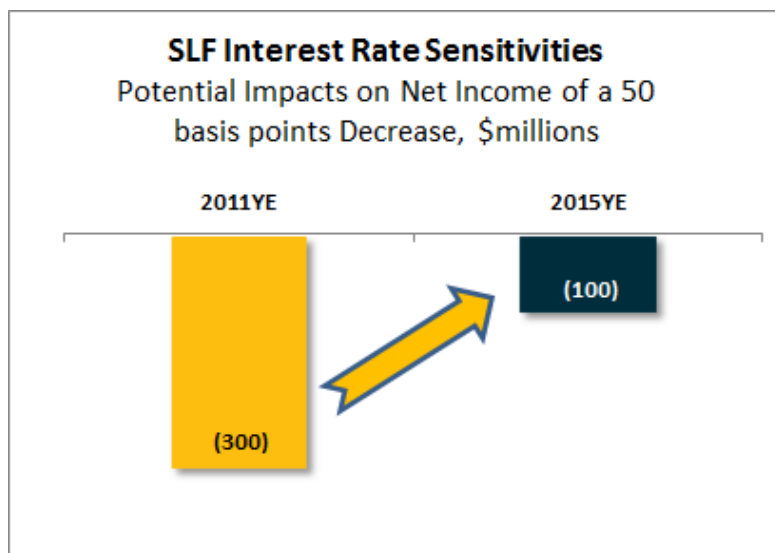 SLF Interest Rate Sensitivities
Potential Impacts on Net Income of a 50
basis points Decrease, $millions
2011YE 2015YE
(100)
(300)